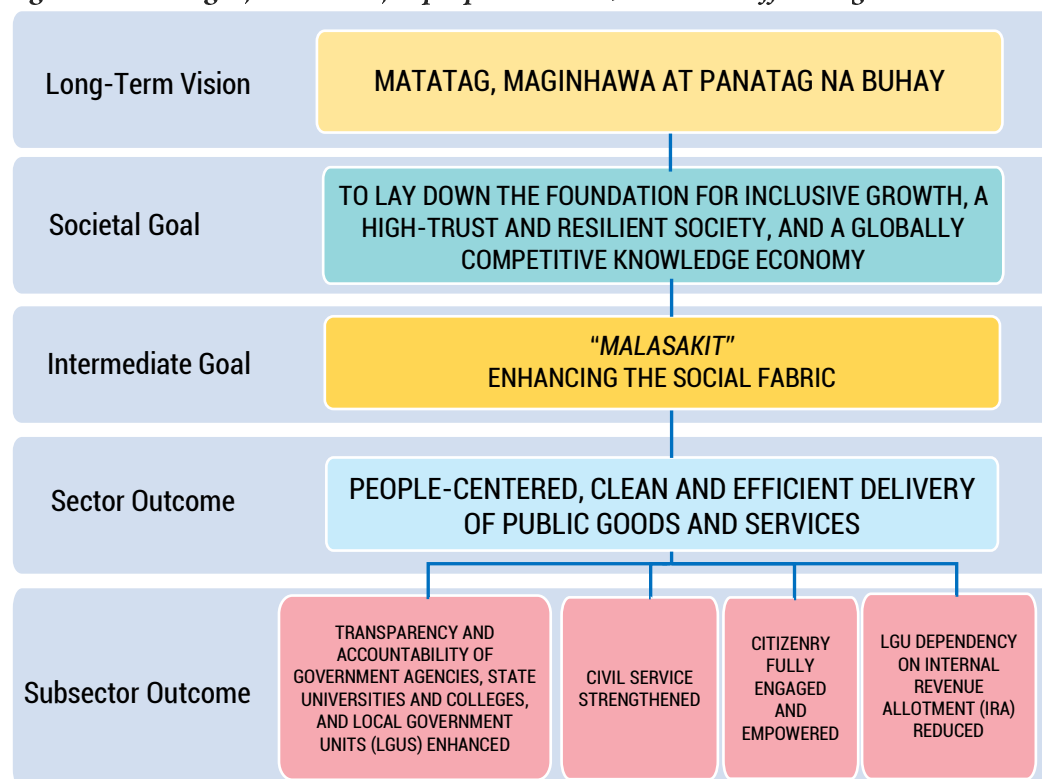 Long-Term Vision
MATATAG, MAGINHAWA AT PANATAG NA BUHAY
Societal Goal
TO LAY DOWN THE FOUNDATION FOR INCLUSIVE GROWTH, A
HIGH-TRUST AND RESILIENT SOCIETY, AND A GLOBALLY
COMPETITIVE KNOWLEDGE ECONOMY
Intermediate Goal
“MALASAKIT”
ENHANCING THE SOCIAL FABRIC
Sector Outcome
PEOPLE-CENTERED, CLEAN AND EFFICIENT DELIVERY
OF PUBLIC GOODS AND SERVICES
Subsector Outcome
TRANSPARENCY AND
ACCOUNTABILITY OF
GOVERNMENT AGENCIES, STATE
UNIVERSITIES AND COLLEGES,
AND LOCAL GOVERNMENT
UNITS (LGUS) ENHANCED
CIVIL SERVICE
STRENGTHENED
CITIZENRY
FULLY
ENGAGED
AND
EMPOWERED
LGU DEPENDENCY
ON INTERNAL
REVENUE
ALLOTMENT (IRA)
REDUCED